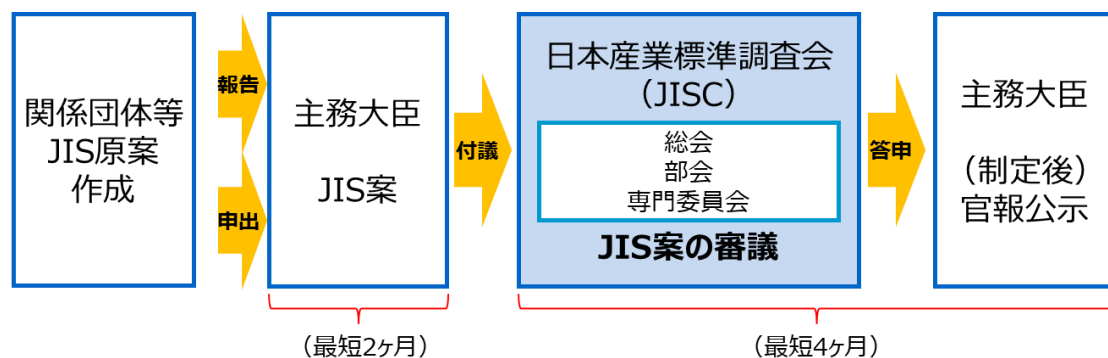 関係団体等
JIS原案
作成
報告
申出
主務大臣
JIS案
付議
日本産業標準調査会
（JISC）
総会
部会
専門委員会
JIS案の審議
答申
主務大臣
（制定後）
官報公示
（最短2ヶ月）
（最短4ヶ月）